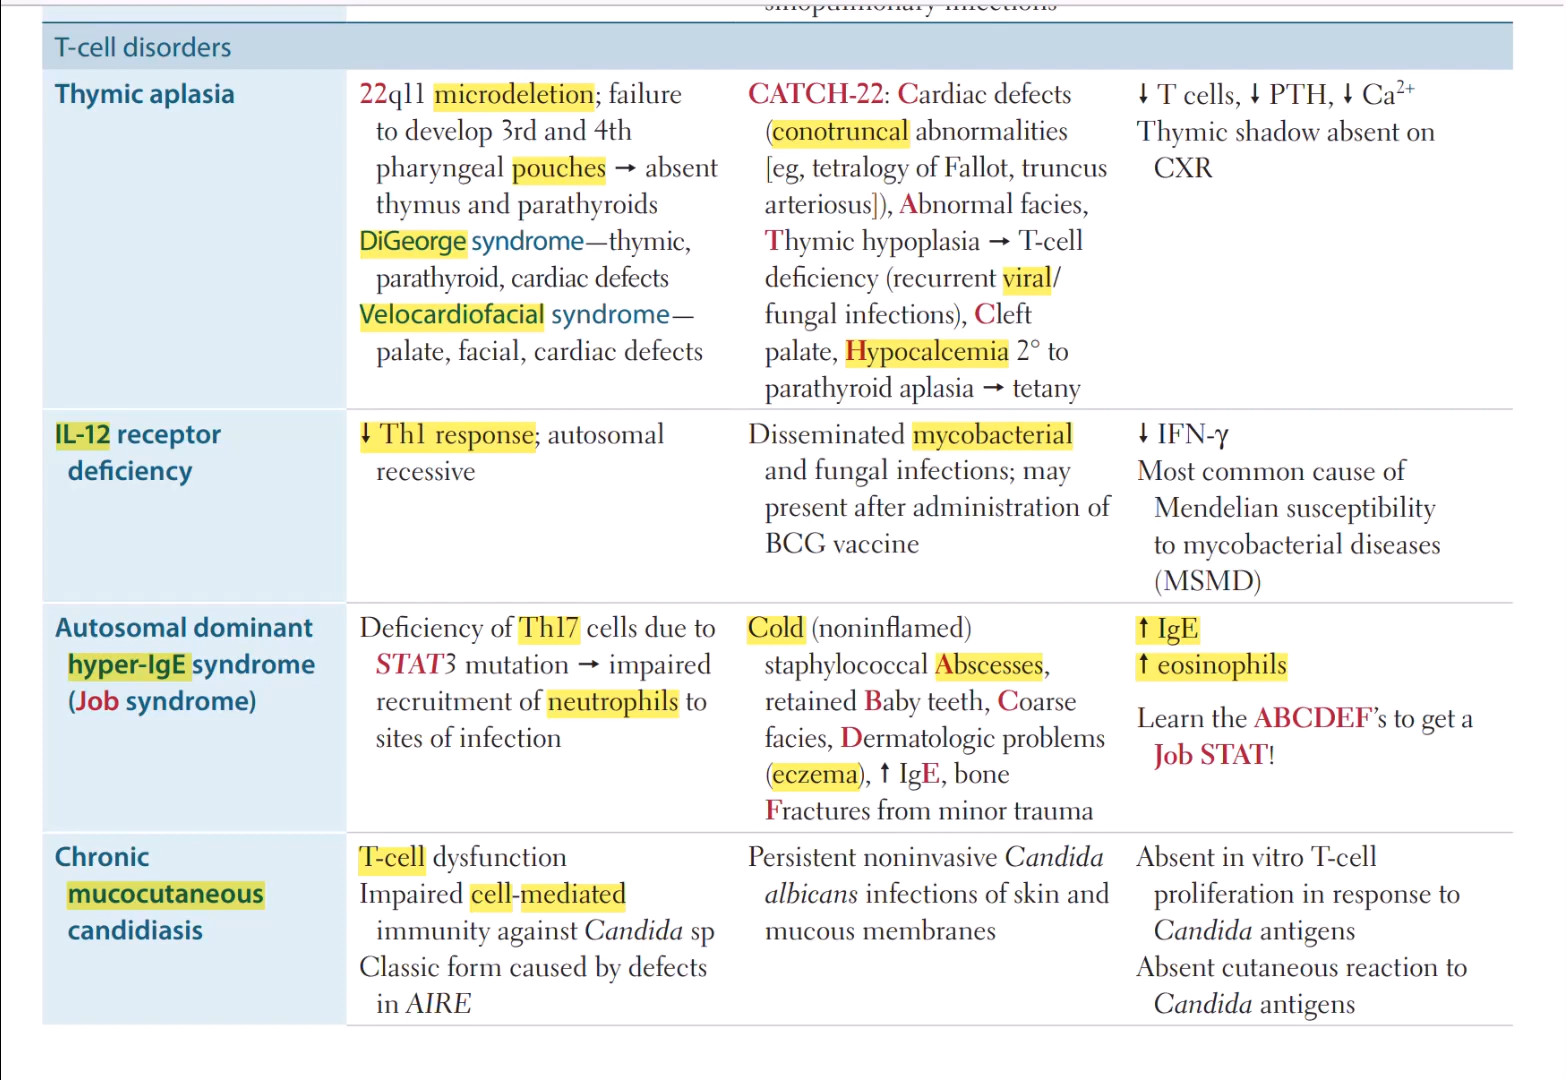 sinopulmonary infections
T-cell disorders
Thymic aplasia
22q11 microdeletion; failure
to develop 3rd and 4th
pharyngeal pouches → absent
thymus and parathyroids
DiGeorge syndrome—thymic,
parathyroid, cardiac defects
Velocardiofacial syndrome—
palate, facial, cardiac defects
CATCH-22: Cardiac defects
(conotruncal abnormalities
[eg, tetralogy of Fallot, truncus
arteriosus]), Abnormal facies,
Thymic hypoplasia → T-cell
deficiency (recurrent viral/
fungal infections), Cleft
palate, Hypocalcemia 2° to
parathyroid aplasia → tetany
↓ T cells, ↓ PTH, ↓ Ca²⁺
Thymic shadow absent on
CXR
IL-12 receptor
deficiency
↓ Th1 response; autosomal
recessive
Disseminated mycobacterial
and fungal infections; may
present after administration of
BCG vaccine
↓ IFN-γ
Most common cause of
Mendelian susceptibility
to mycobacterial diseases
(MSMD)
Autosomal dominant
hyper-IgE syndrome
(Job syndrome)
Deficiency of Th17 cells due to
STAT3 mutation → impaired
recruitment of neutrophils to
sites of infection
Cold (noninflamed)
staphylococcal Abscesses,
retained Baby teeth, Coarse
facies, Dermatologic problems
(eczema), ↑ IgE, bone
Fractures from minor trauma
↑ IgE
↑ eosinophils
Learn the ABCDEF's to get a
Job STAT!
Chronic
mucocutaneous
candidiasis
T-cell dysfunction
Impaired cell-mediated
immunity against Candida sp
Classic form caused by defects
in AIRE
Persistent noninvasive Candida
albicans infections of skin and
mucous membranes
Absent in vitro T-cell
proliferation in response to
Candida antigens
Absent cutaneous reaction to
Candida antigens